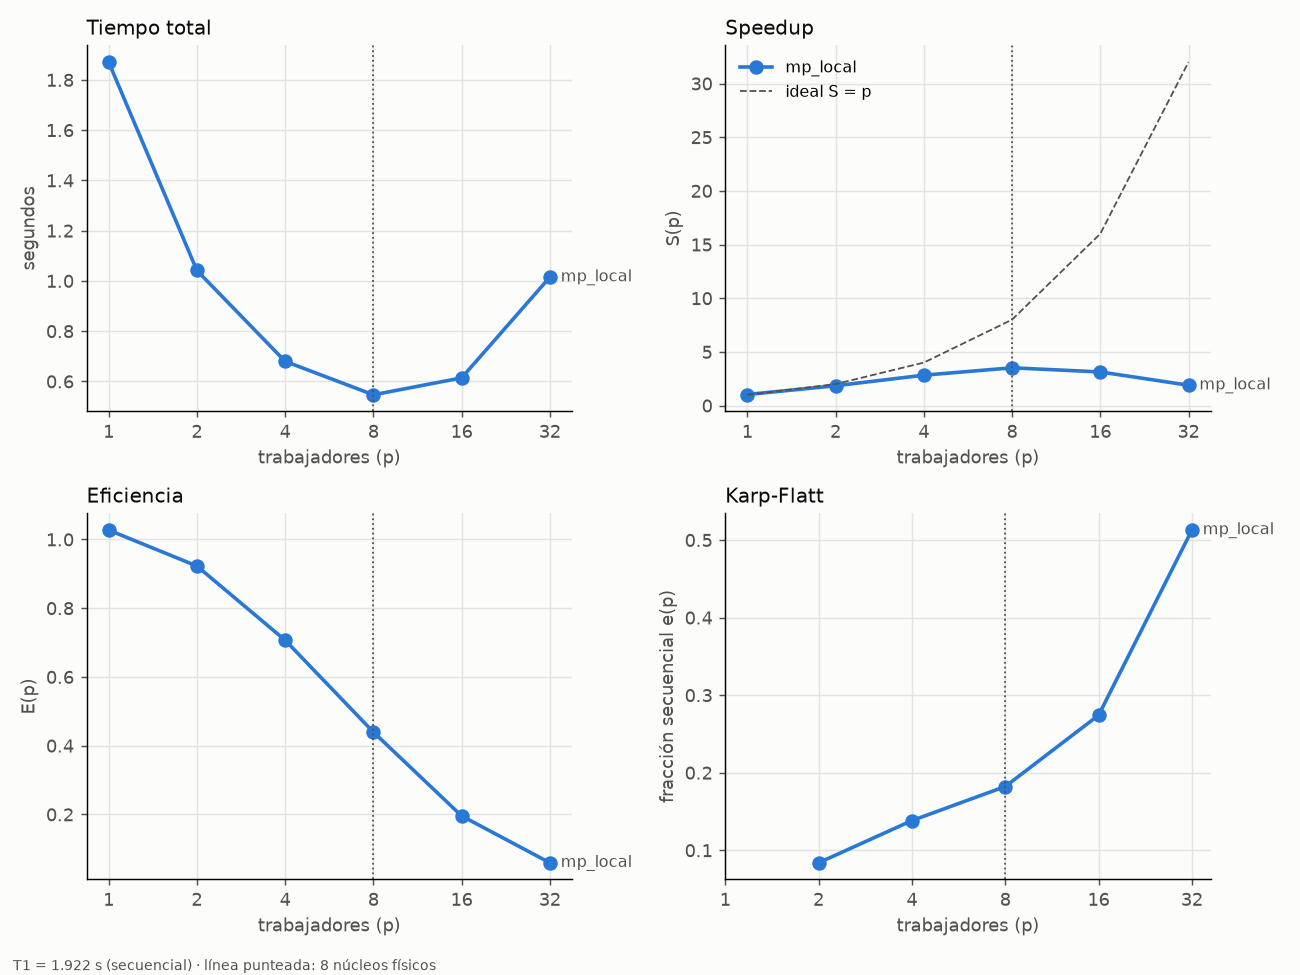 Tiempo total
segundos
1.8
1.6
1.4
1.2
1.0
0.8
0.6
mp_local
1 2 4 8 16 32
trabajadores (p)
Speedup
mp_local
ideal S = p
S(p)
30
25
20
15
10
5
0
mp_local
1 2 4 8 16 32
trabajadores (p)
Eficiencia
E(p)
1.0
0.8
0.6
0.4
0.2
mp_local
1 2 4 8 16 32
trabajadores (p)
Karp-Flatt
fracción secuencial e(p)
0.5
0.4
0.3
0.2
0.1
mp_local
1 2 4 8 16 32
trabajadores (p)
T1 = 1.922 s (secuencial) · línea punteada: 8 núcleos físicos